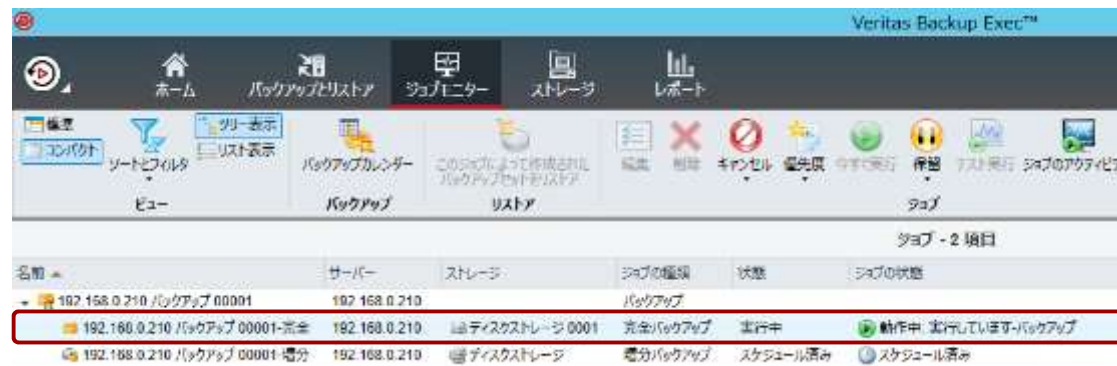 Veritas Backup Exec™
ホーム
バックアップとリストア
ジョブモニター
ストレージ
レポート
標準
コンパクト
ソートとフィルタ
ツリー表示
リスト表示
バックアップカレンダー
このジョブによって作成された
バックアップセットをリストア
編集
削除
キャンセル
優先度
今すぐ実行
保留
テスト実行
ジョブのアクティビ
ビュー
バックアップ
リストア
ジョブ
ジョブ - 2 項目
名前 サーバー ストレージ ジョブの種類 状態 ジョブの状態
192.168.0.210 バックアップ 00001 192.168.0.210 バックアップ
192.168.0.210 バックアップ 00001-完全 192.168.0.210 ディスクストレージ 0001 完全バックアップ 実行中 動作中: 実行しています-バックアップ
192.168.0.210 バックアップ 00001-増分 192.168.0.210 ディスクストレージ 増分バックアップ スケジュール済み スケジュール済み